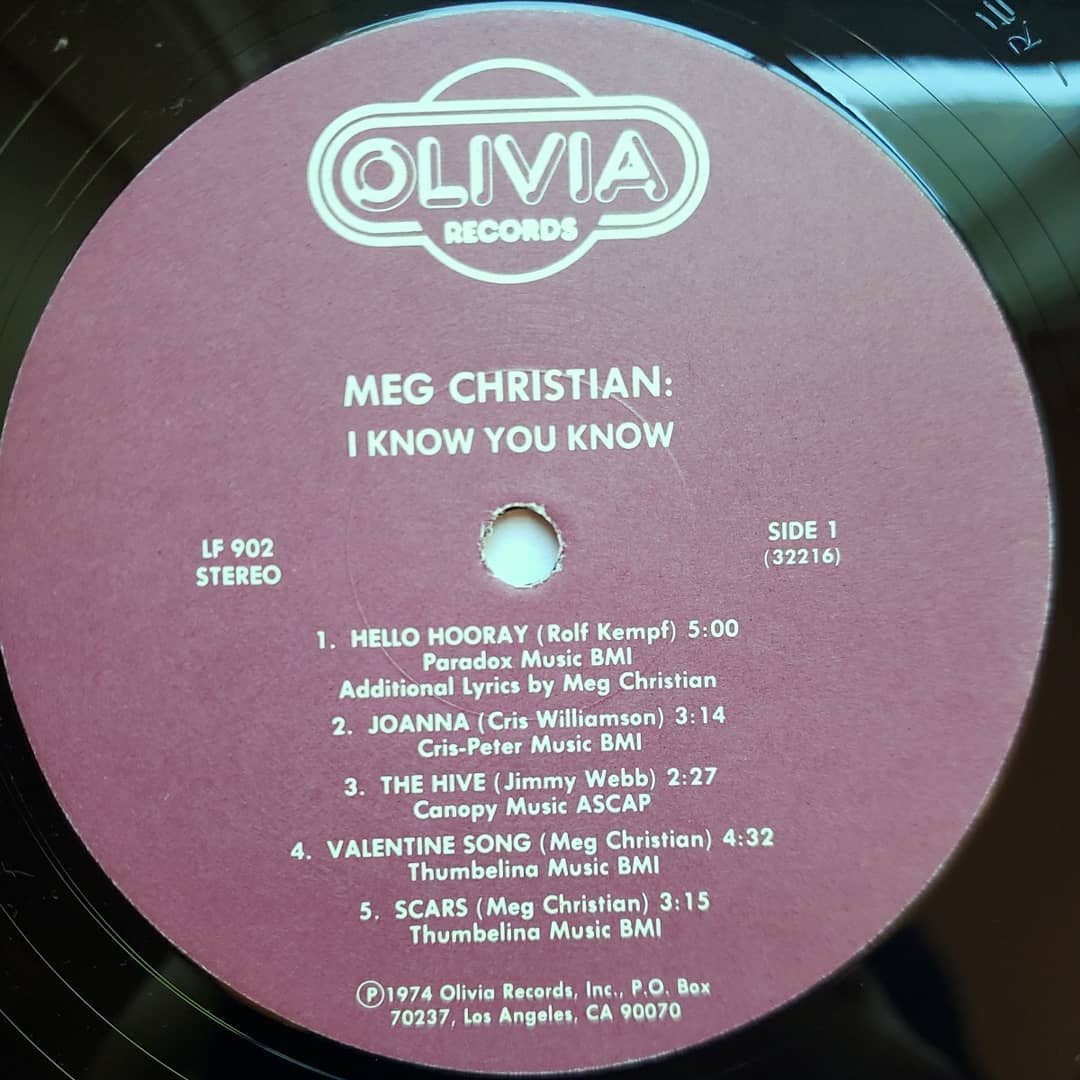 OLIVIA
RECORDS
MEG CHRISTIAN:
I KNOW YOU KNOW
LF 902
STEREO
SIDE 1
(32216)
1. HELLO HOORAY (Rolf Kempf) 5:00
Paradox Music BMI
Additional Lyrics by Meg Christian
2. JOANNA (Cris Williamson) 3:14
Cris-Peter Music BMI
3. THE HIVE (Jimmy Webb) 2:27
Canopy Music ASCAP
4. VALENTINE SONG (Meg Christian) 4:32
Thumbelina Music BMI
5. SCARS (Meg Christian) 3:15
Thumbelina Music BMI
Ⓟ1974 Olivia Records, Inc., P.O. Box
70237, Los Angeles, CA 90070